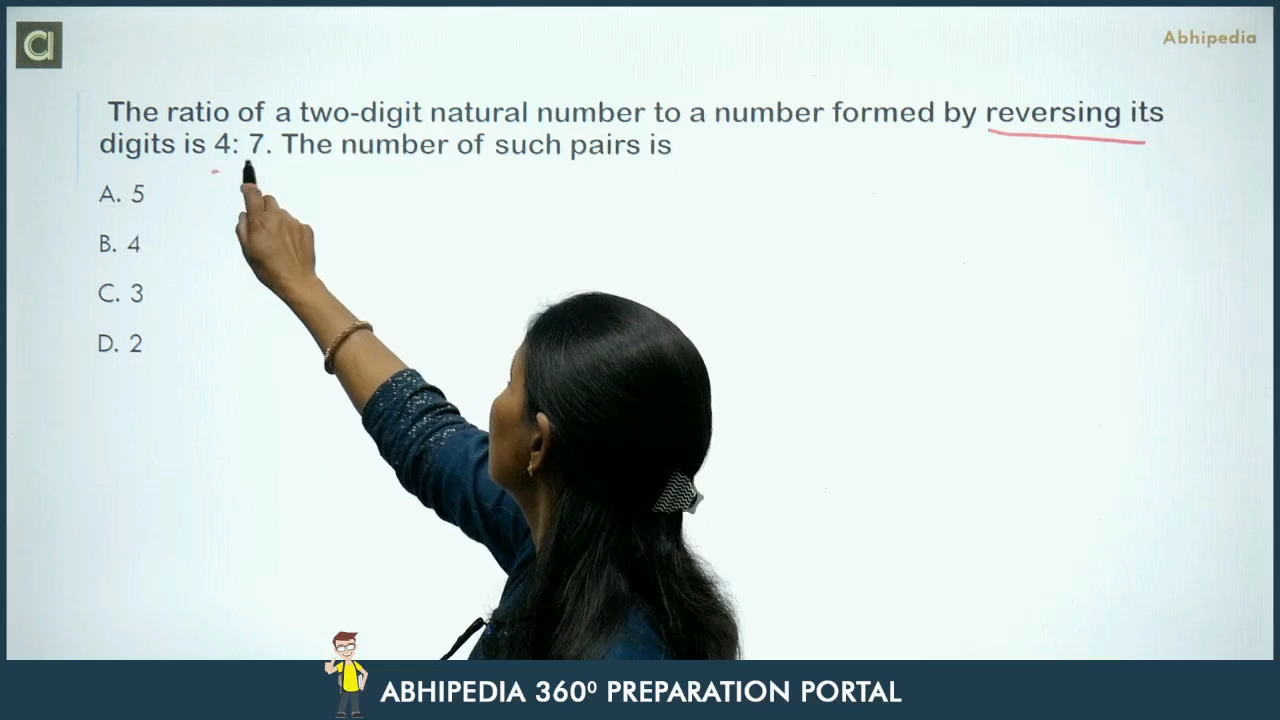 Abhipedia
The ratio of a two-digit natural number to a number formed by reversing its
digits is 4: 7. The number of such pairs is
A. 5
B. 4
C. 3
D. 2
ABHIPEDIA 360⁰ PREPARATION PORTAL